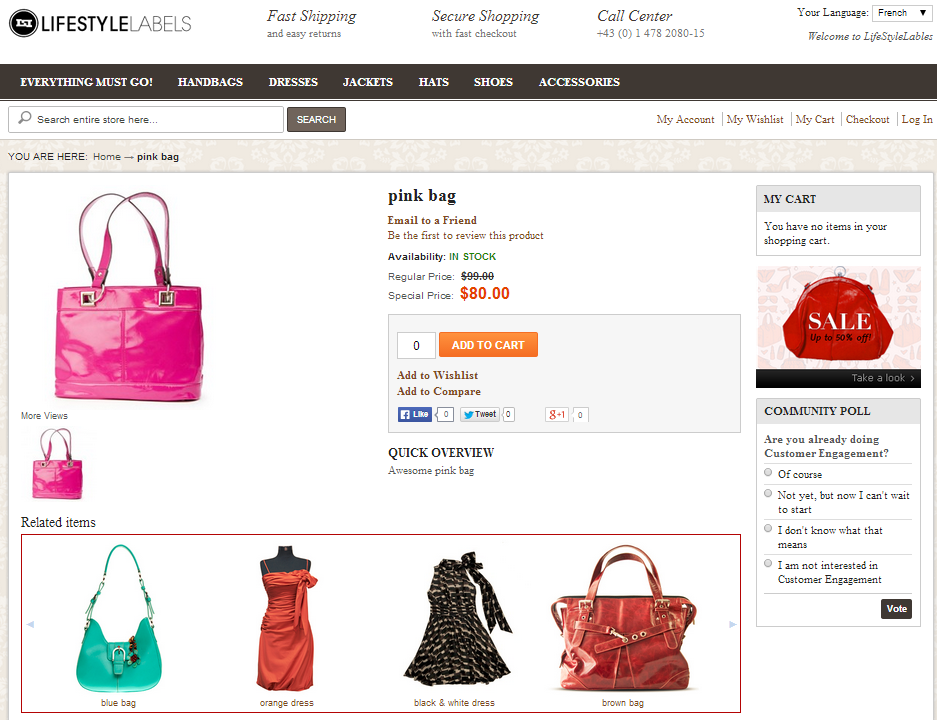 LSL LIFESTYLELABELS
Fast Shipping
and easy returns
Secure Shopping
with fast checkout
Call Center
+43 (0) 1 478 2080-15
Your Language: French
Welcome to LifeStyleLables
EVERYTHING MUST GO! HANDBAGS DRESSES JACKETS HATS SHOES ACCESSORIES
Search entire store here... SEARCH
My Account My Wishlist My Cart Checkout Log In
YOU ARE HERE: Home → pink bag
pink bag
Email to a Friend
Be the first to review this product
Availability: IN STOCK
Regular Price: $99.00
Special Price: $80.00
0 ADD TO CART
Add to Wishlist
Add to Compare
Like 0 Tweet 0 g+1 0
QUICK OVERVIEW
Awesome pink bag
More Views
Related items
blue bag
orange dress
black & white dress
brown bag
MY CART
You have no items in your
shopping cart.
SALE
Up to 50% off!
Take a look >
COMMUNITY POLL
Are you already doing
Customer Engagement?
Of course
Not yet, but now I can't wait
to start
I don't know what that
means
I am not interested in
Customer Engagement
Vote